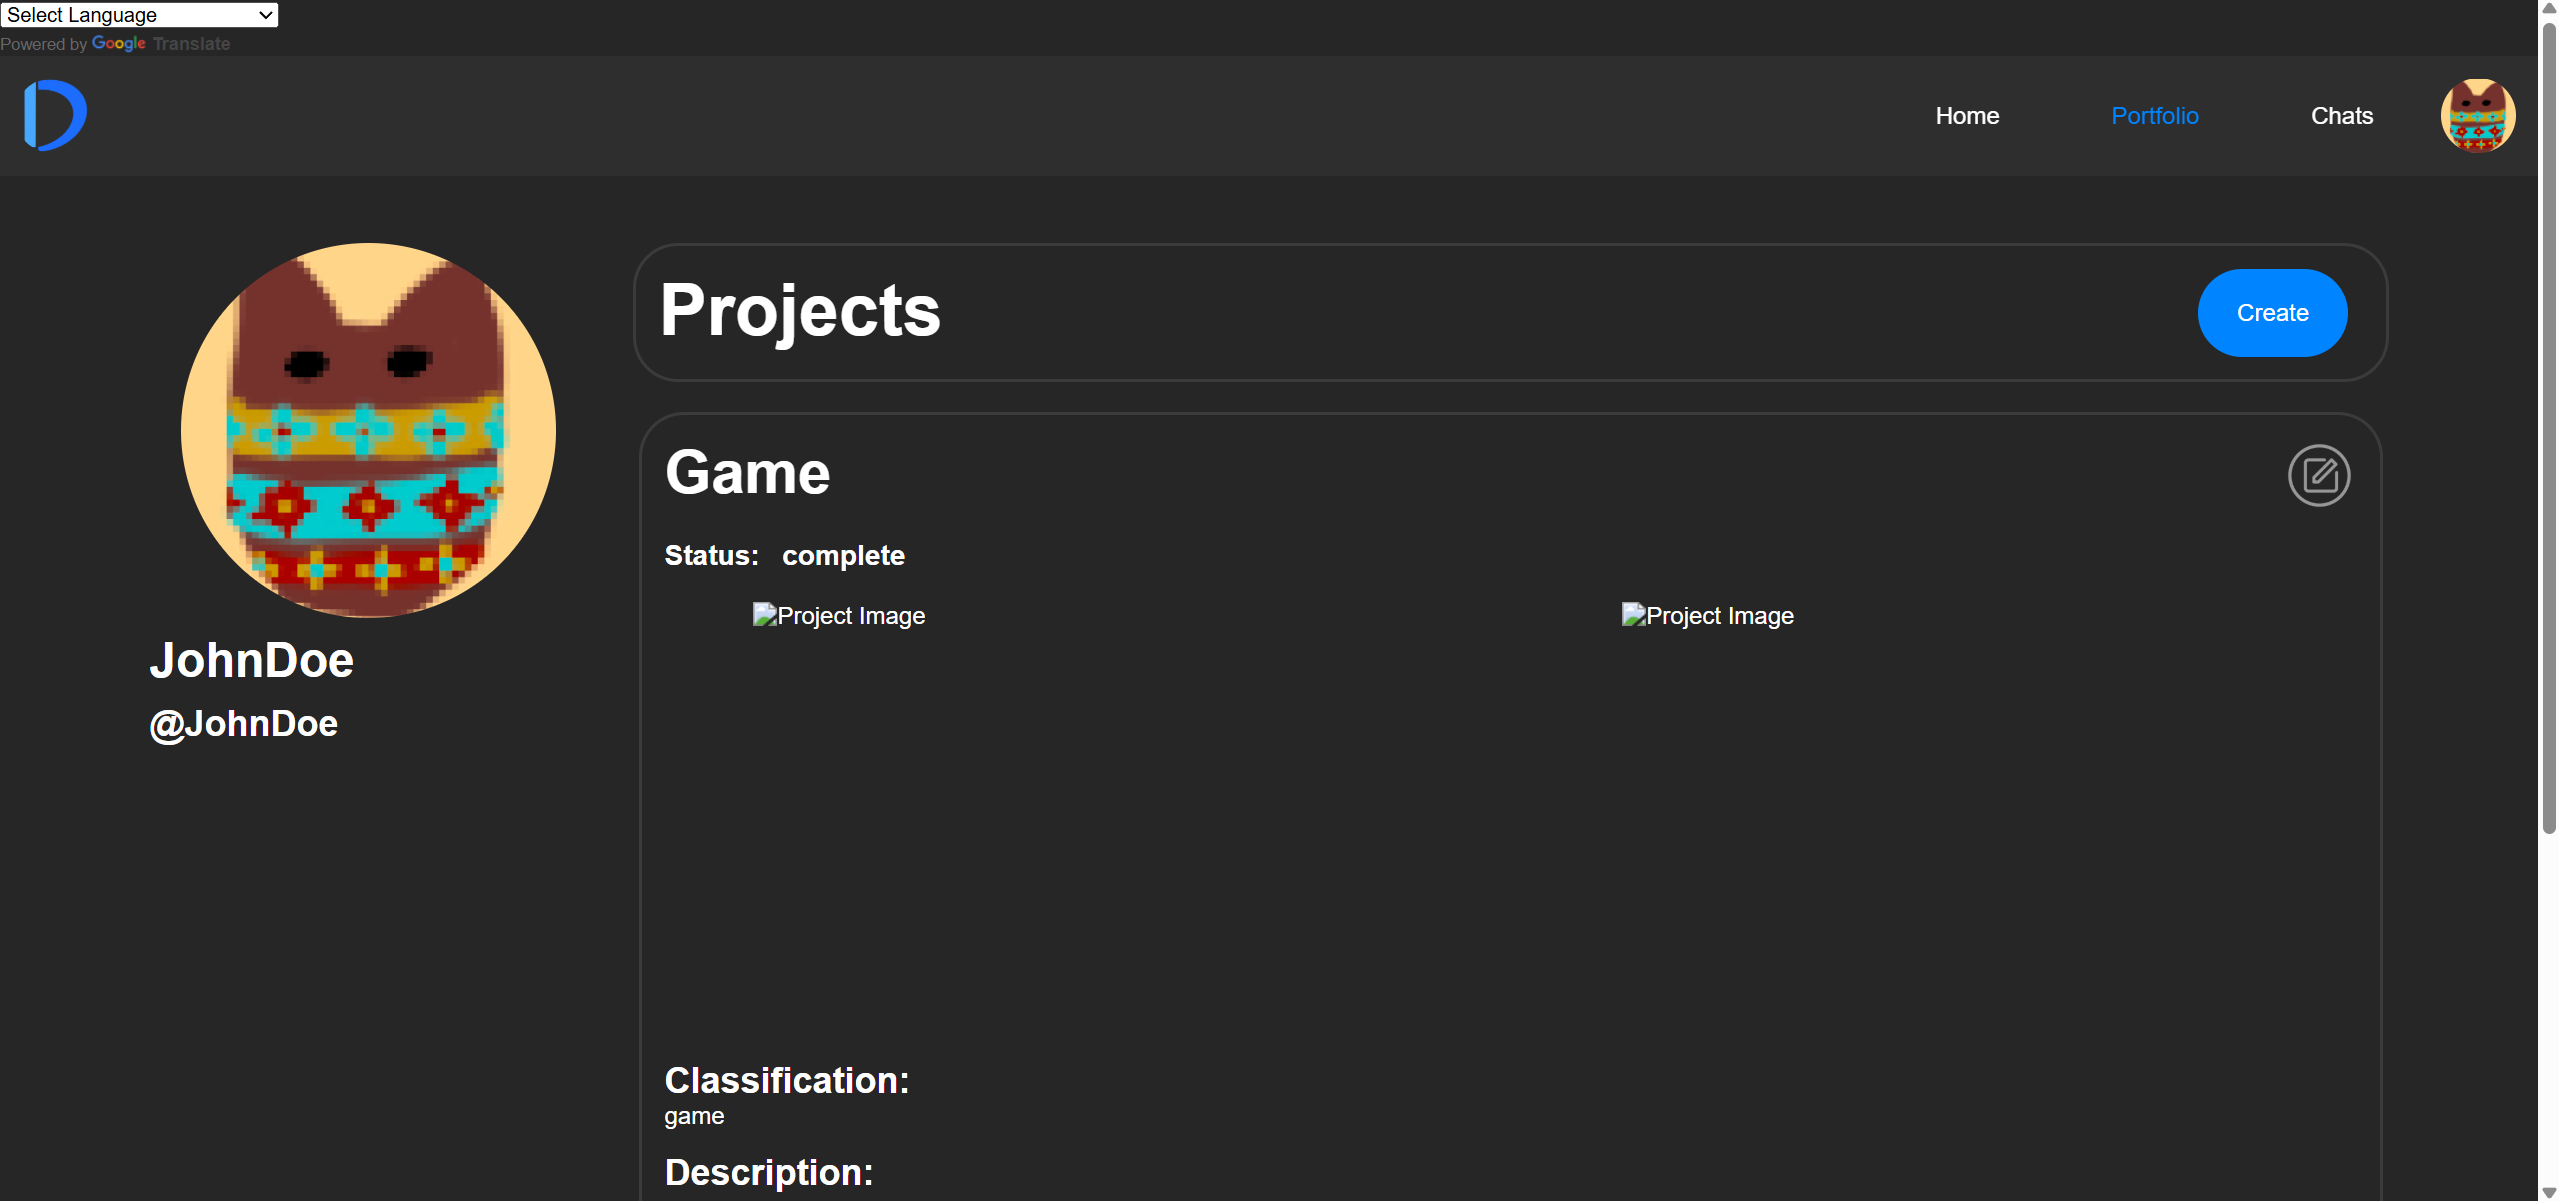 Select Language
Powered by Google Translate
Home Portfolio Chats
Projects
Create
Game
Status: complete
Project Image Project Image
JohnDoe
@JohnDoe
Classification:
game
Description: